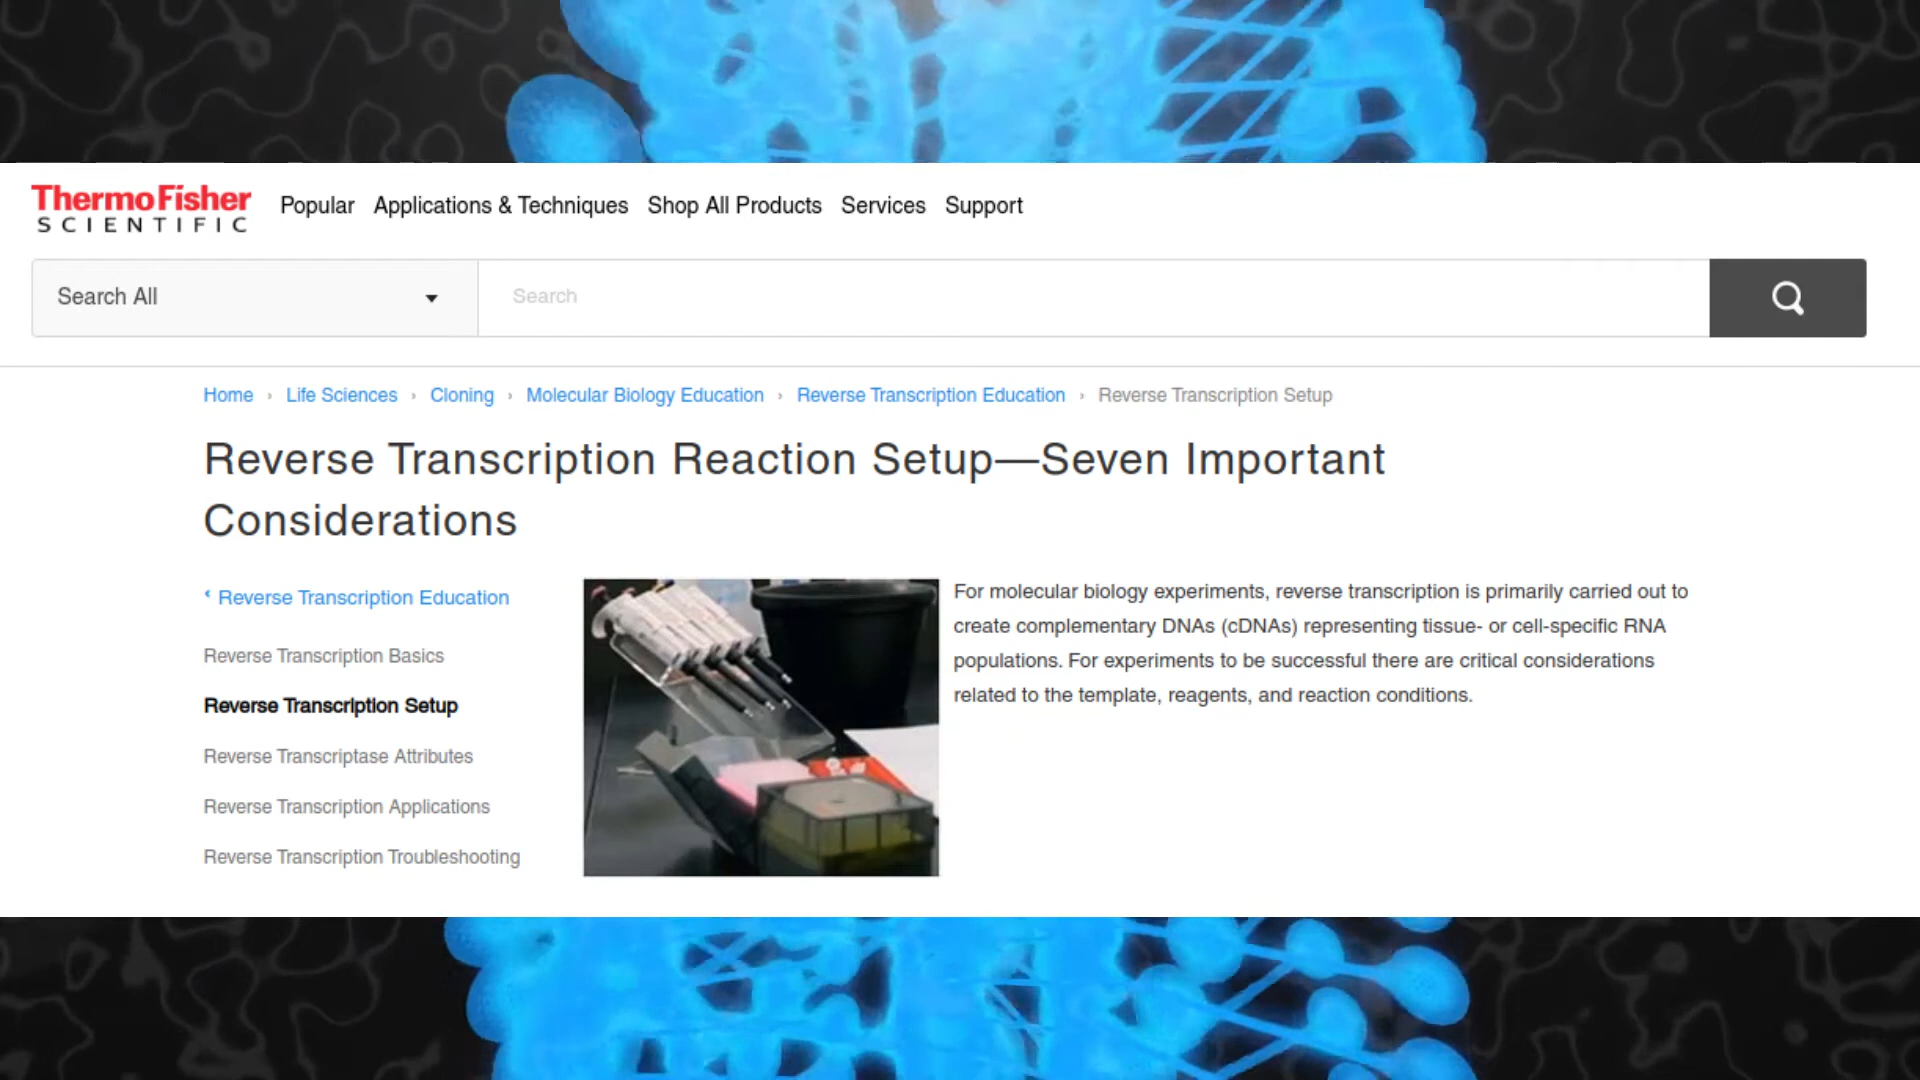 ThermoFisher
SCIENTIFIC
Popular Applications & Techniques Shop All Products Services Support
Search All Search
Home › Life Sciences › Cloning › Molecular Biology Education › Reverse Transcription Education › Reverse Transcription Setup
Reverse Transcription Reaction Setup—Seven Important
Considerations
‹ Reverse Transcription Education
Reverse Transcription Basics
Reverse Transcription Setup
Reverse Transcriptase Attributes
Reverse Transcription Applications
Reverse Transcription Troubleshooting
For molecular biology experiments, reverse transcription is primarily carried out to
create complementary DNAs (cDNAs) representing tissue- or cell-specific RNA
populations. For experiments to be successful there are critical considerations
related to the template, reagents, and reaction conditions.